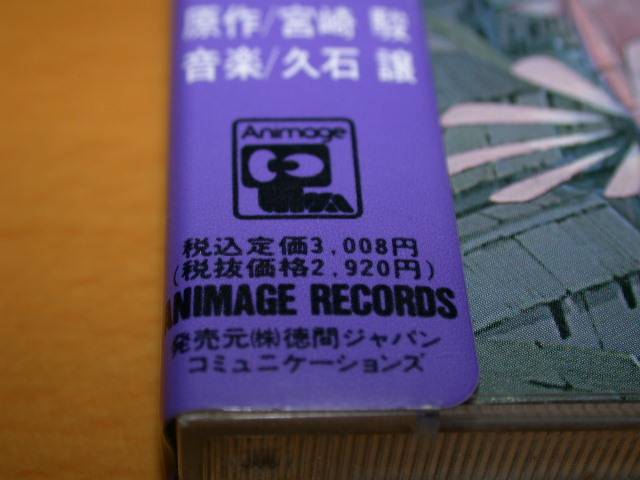 原作/宮崎 駿
音楽/久石 譲
Animage
税込定価3,008円
(税抜価格2,920円)
ANIMAGE RECORDS
発売元㈱徳間ジャパン
コミュニケーションズ